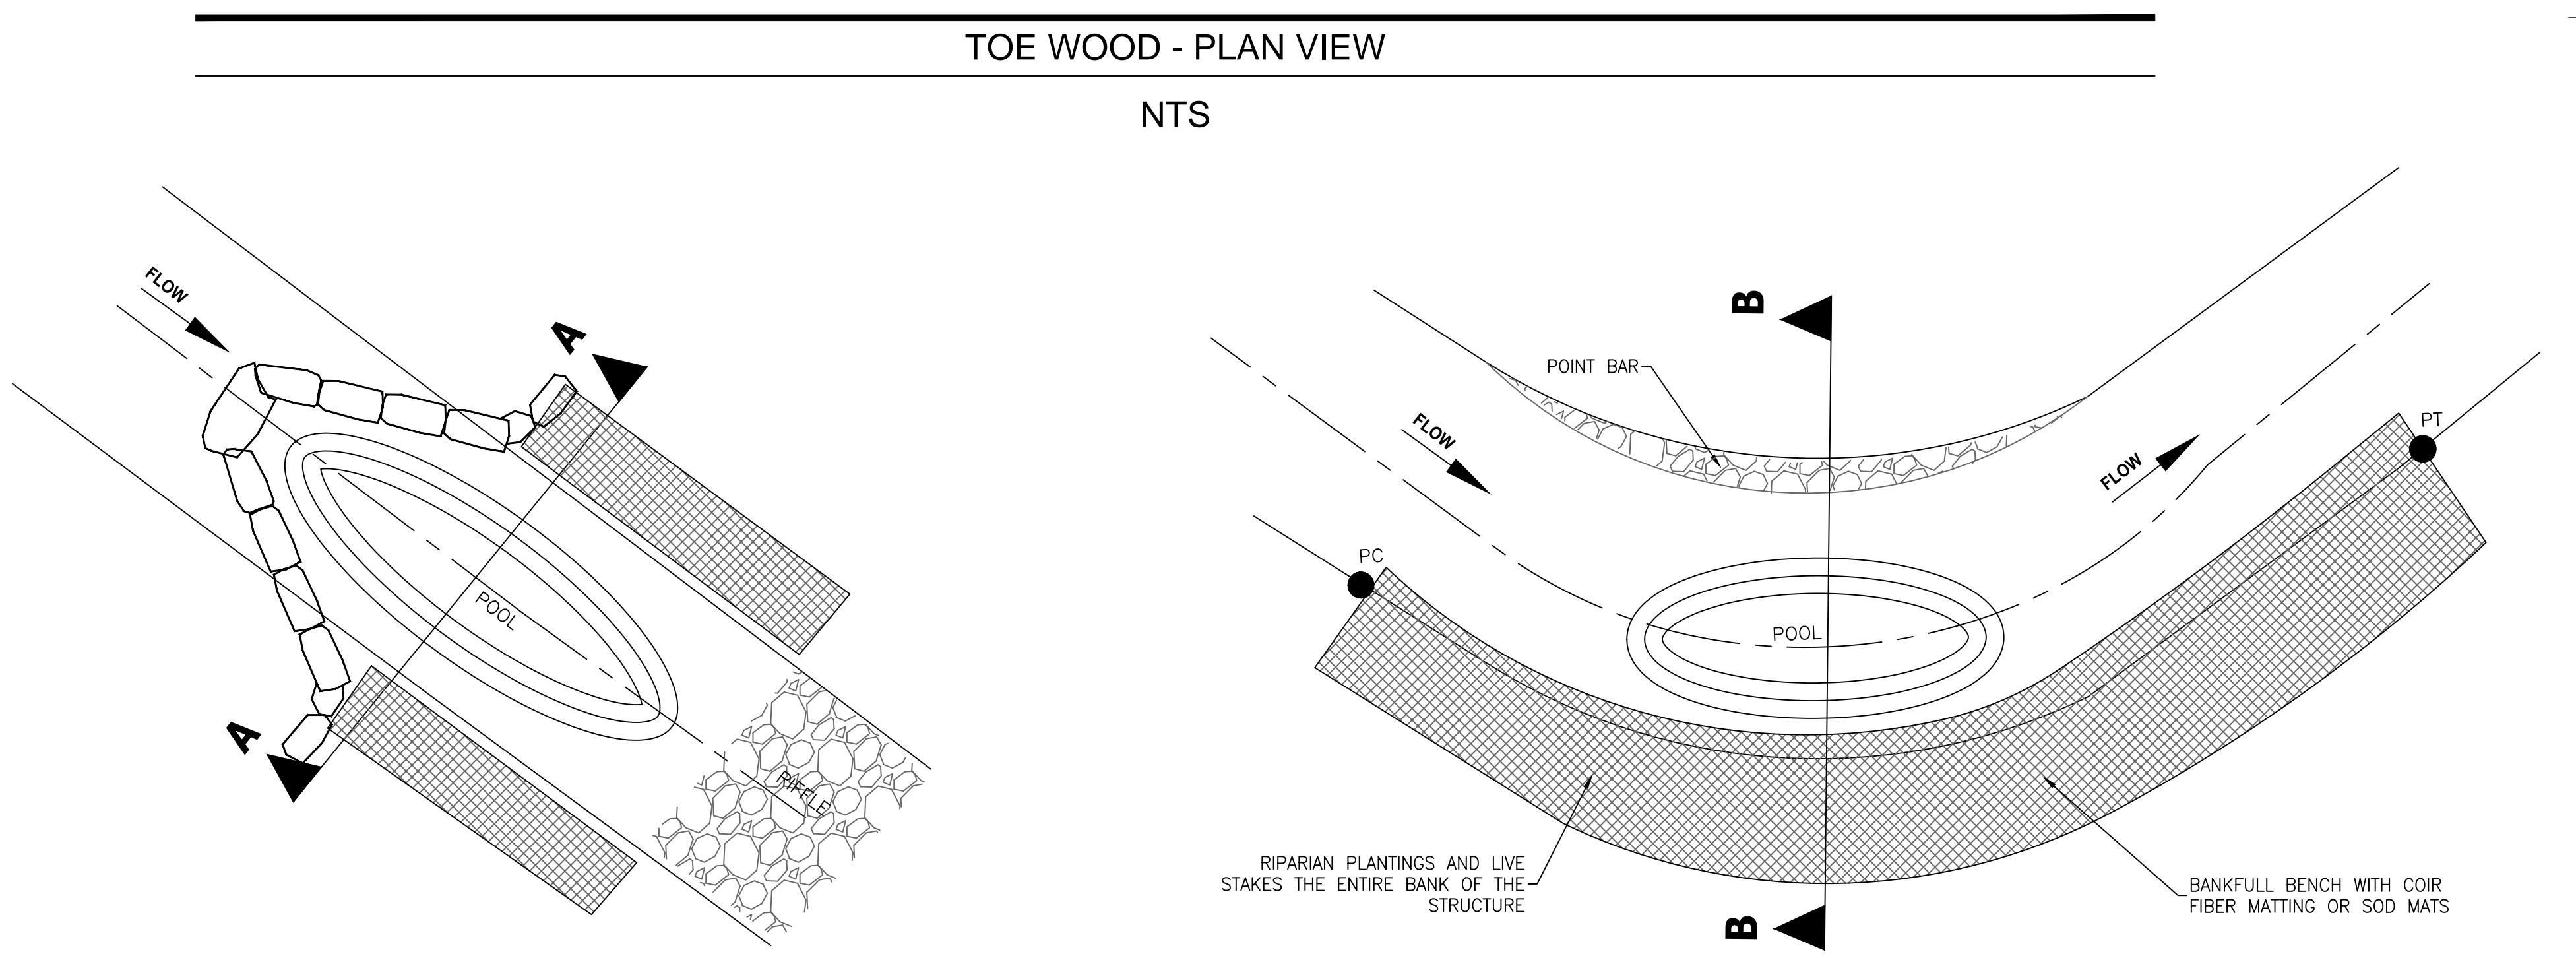 TOE WOOD - PLAN VIEW
NTS
FLOW
A
POOL
A
RIFFLE
B
POINT BAR
FLOW
FLOW
PT
PC
POOL
RIPARIAN PLANTINGS AND LIVE
STAKES THE ENTIRE BANK OF THE
STRUCTURE
BANKFULL BENCH WITH COIR
FIBER MATTING OR SOD MATS
B